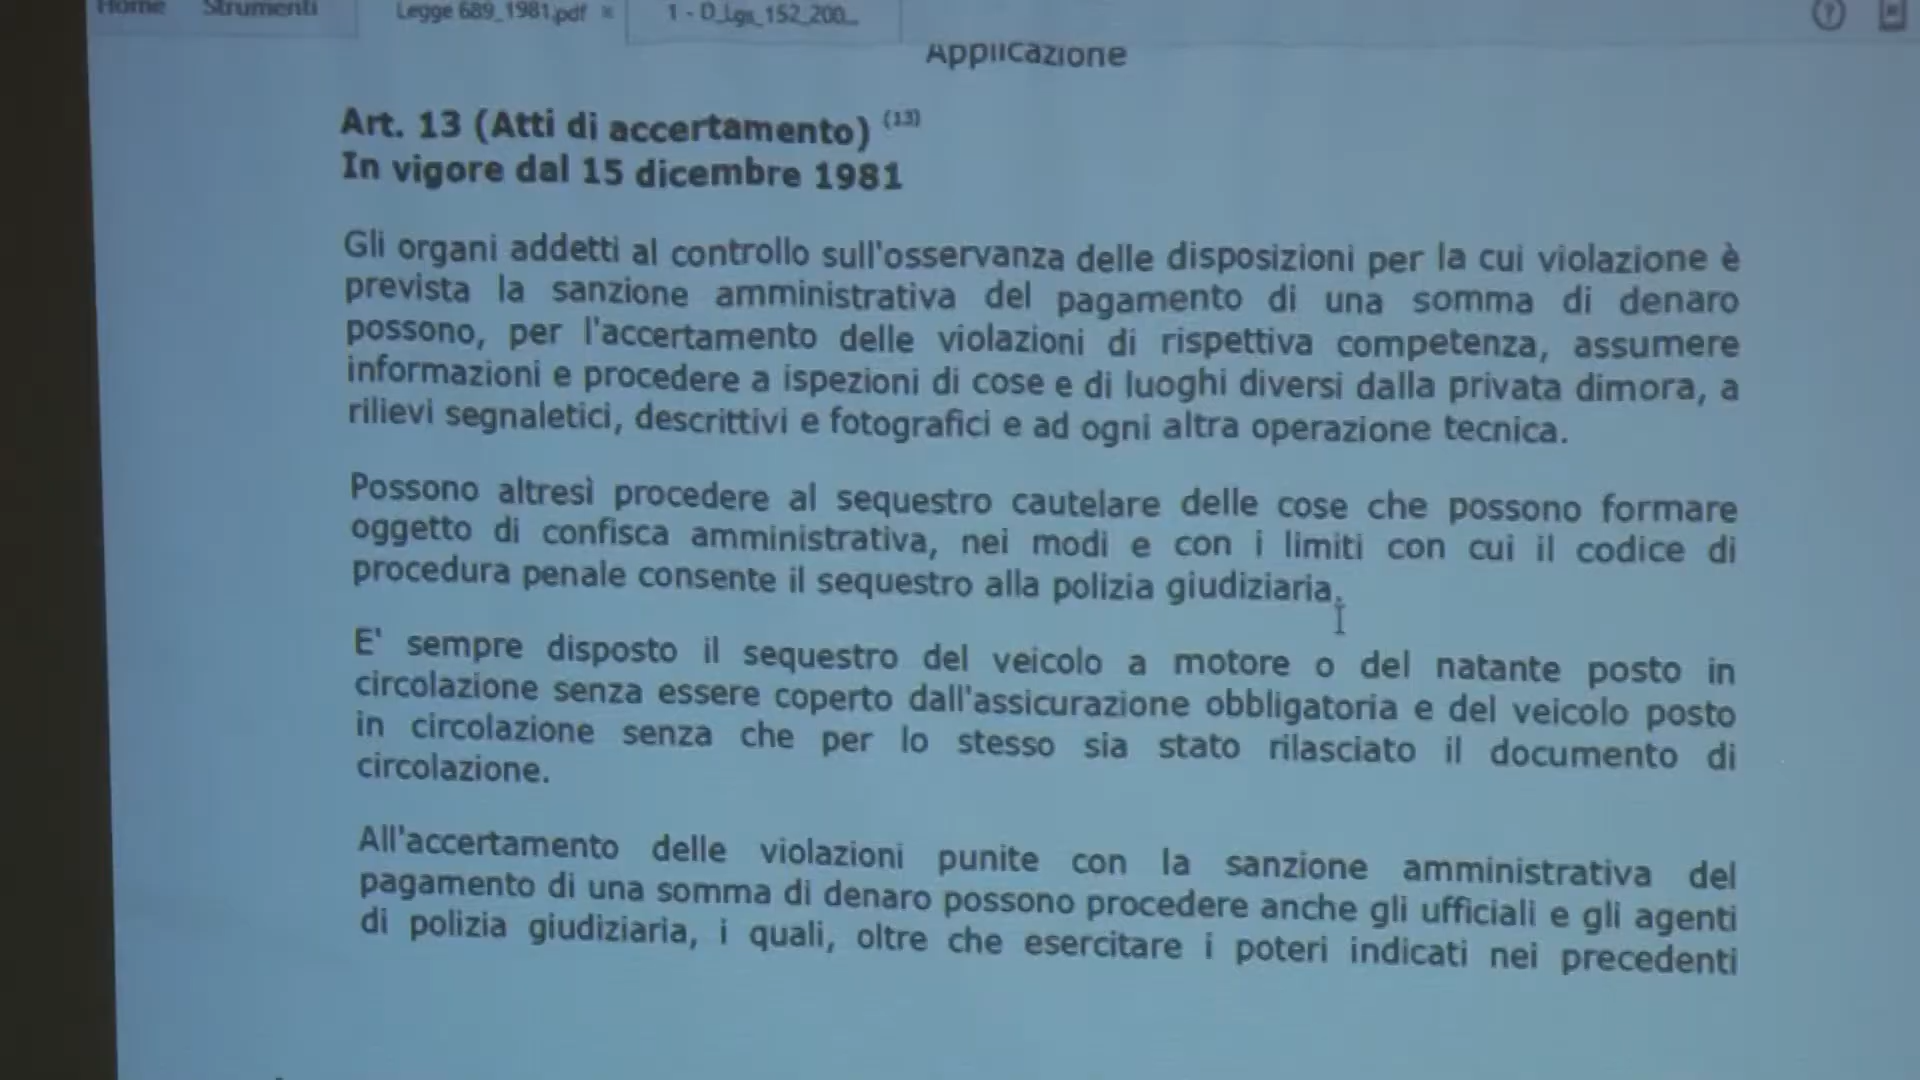 Home Strumenti Legge 689_1981.pdf × 1 - D_Lgs_152_200...
Applicazione
Art. 13 (Atti di accertamento) (13)
In vigore dal 15 dicembre 1981
Gli organi addetti al controllo sull'osservanza delle disposizioni per la cui violazione è
prevista la sanzione amministrativa del pagamento di una somma di denaro
possono, per l'accertamento delle violazioni di rispettiva competenza, assumere
informazioni e procedere a ispezioni di cose e di luoghi diversi dalla privata dimora, a
rilievi segnaletici, descrittivi e fotografici e ad ogni altra operazione tecnica.
Possono altresì procedere al sequestro cautelare delle cose che possono formare
oggetto di confisca amministrativa, nei modi e con i limiti con cui il codice di
procedura penale consente il sequestro alla polizia giudiziaria.
E' sempre disposto il sequestro del veicolo a motore o del natante posto in
circolazione senza essere coperto dall'assicurazione obbligatoria e del veicolo posto
in circolazione senza che per lo stesso sia stato rilasciato il documento di
circolazione.
All'accertamento delle violazioni punite con la sanzione amministrativa del
pagamento di una somma di denaro possono procedere anche gli ufficiali e gli agenti
di polizia giudiziaria, i quali, oltre che esercitare i poteri indicati nei precedenti